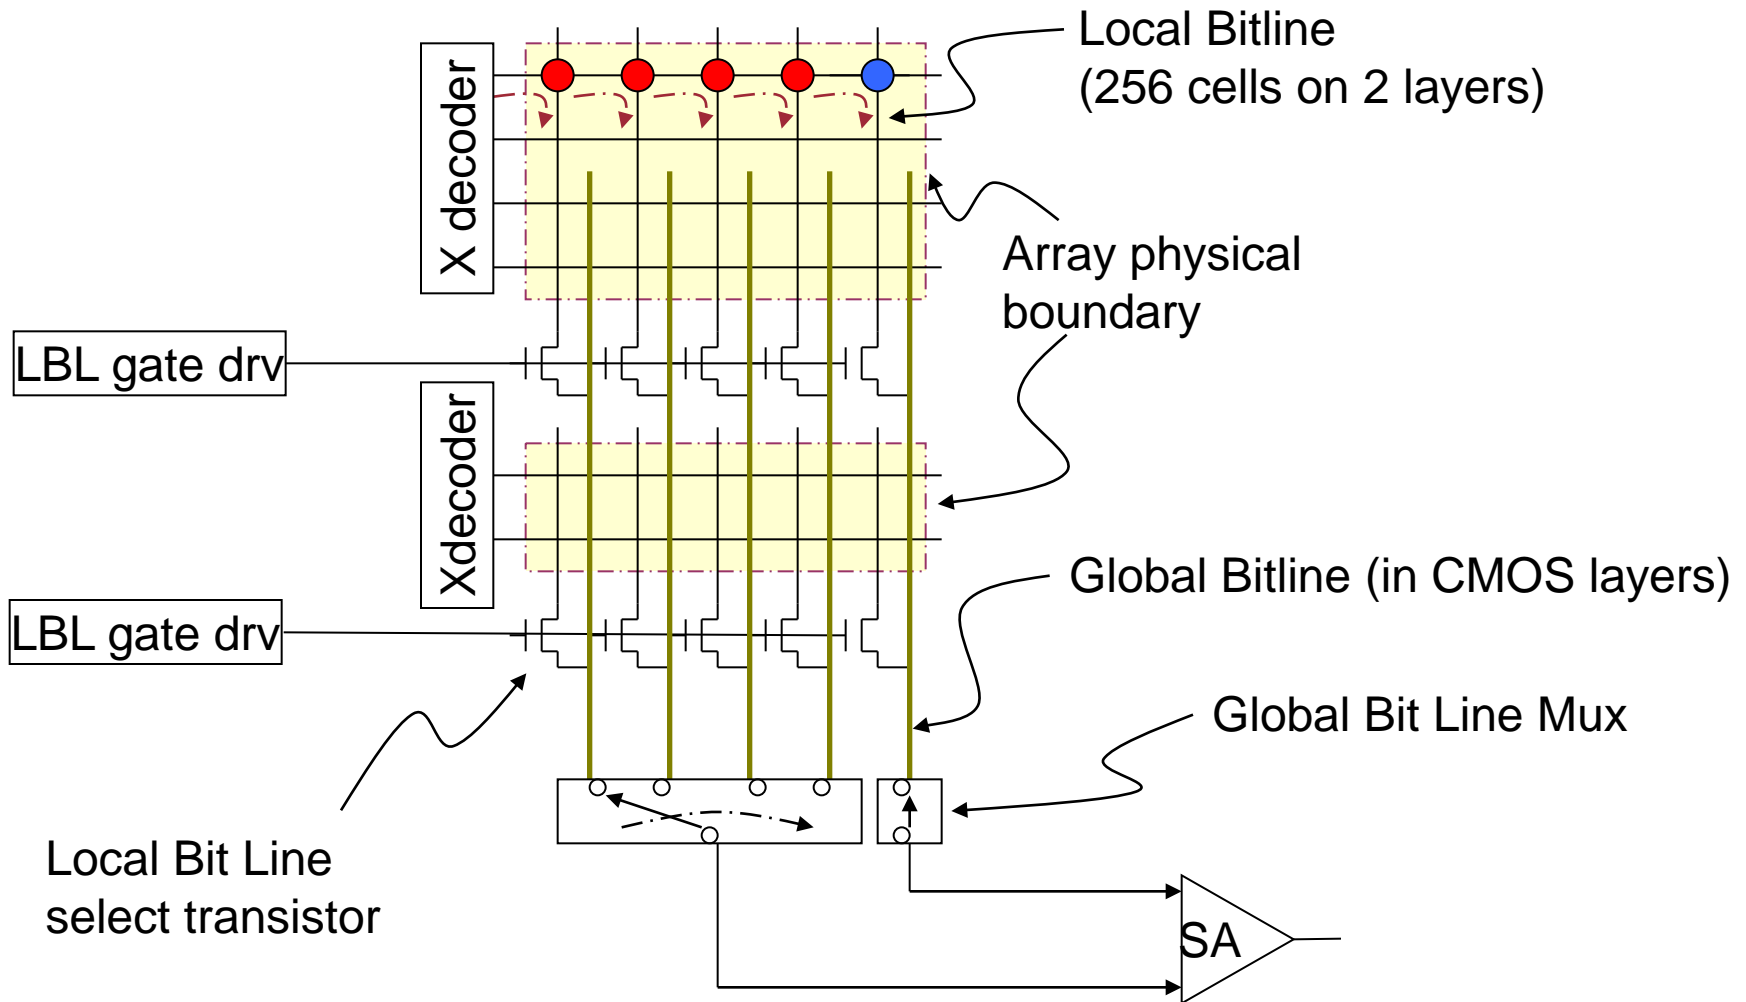 Local Bitline
(256 cells on 2 layers)
X decoder
Array physical
boundary
LBL gate drv
Xdecoder
Global Bitline (in CMOS layers)
LBL gate drv
Global Bit Line Mux
Local Bit Line
select transistor
SA